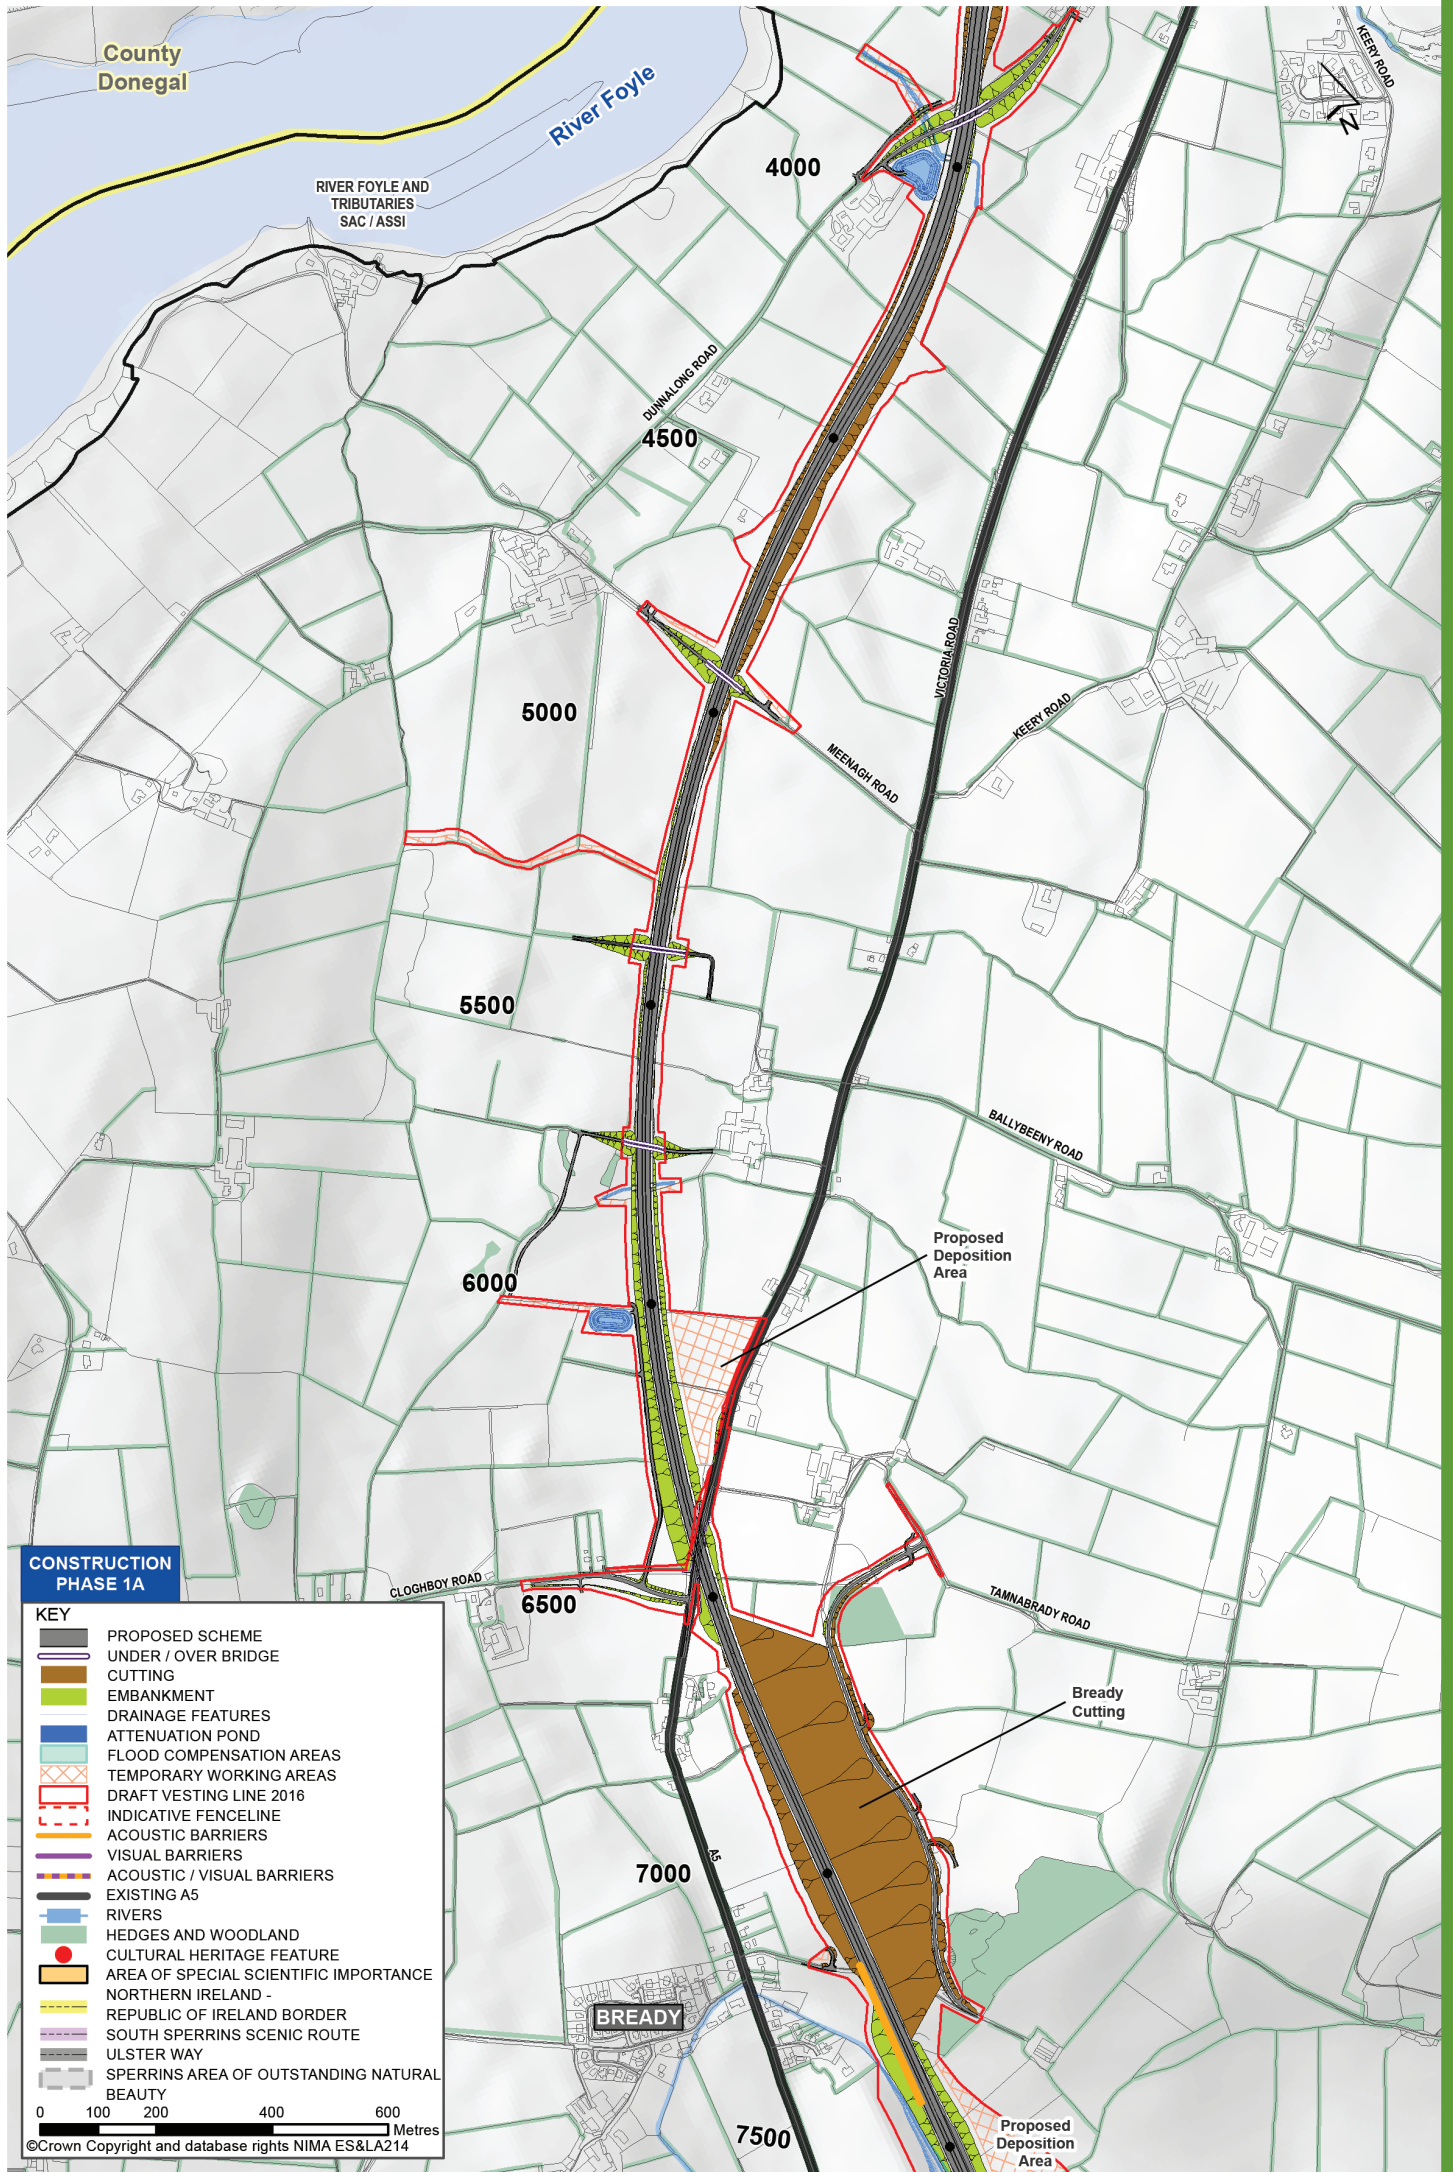 County
Donegal
River Foyle
KEERY ROAD
N
4000
RIVER FOYLE AND
TRIBUTARIES
SAC / ASSI
DUNNALONG ROAD
4500
VICTORIA ROAD
5000
KEERY ROAD
MEENAGH ROAD
5500
BALLYBEENY ROAD
Proposed
Deposition
Area
6000
CLOGHBOY ROAD
6500
TAMNABRADY ROAD
Bready
Cutting
A5
7000
BREADY
7500
Proposed
Deposition
Area
CONSTRUCTION
PHASE 1A
KEY
PROPOSED SCHEME
UNDER / OVER BRIDGE
CUTTING
EMBANKMENT
DRAINAGE FEATURES
ATTENUATION POND
FLOOD COMPENSATION AREAS
TEMPORARY WORKING AREAS
DRAFT VESTING LINE 2016
INDICATIVE FENCELINE
ACOUSTIC BARRIERS
VISUAL BARRIERS
ACOUSTIC / VISUAL BARRIERS
EXISTING A5
RIVERS
HEDGES AND WOODLAND
CULTURAL HERITAGE FEATURE
AREA OF SPECIAL SCIENTIFIC IMPORTANCE
NORTHERN IRELAND -
REPUBLIC OF IRELAND BORDER
SOUTH SPERRINS SCENIC ROUTE
ULSTER WAY
SPERRINS AREA OF OUTSTANDING NATURAL
BEAUTY
0 100 200 400 600
Metres
©Crown Copyright and database rights NIMA ES&LA214